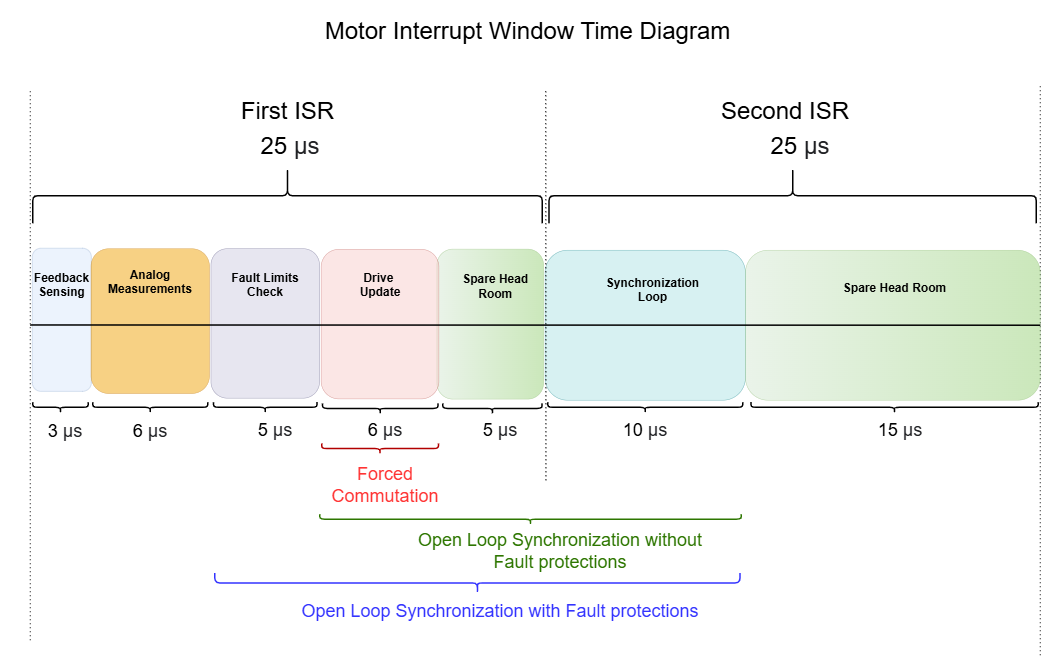 Motor Interrupt Window Time Diagram
First ISR
25 µs
Second ISR
25 µs
Feedback
Sensing
Analog
Measurements
Fault Limits
Check
Drive
Update
Spare Head
Room
Synchronization
Loop
Spare Head Room
3 µs
6 µs
5 µs
6 µs
5 µs
10 µs
15 µs
Forced
Commutation
Open Loop Synchronization without
Fault protections
Open Loop Synchronization with Fault protections